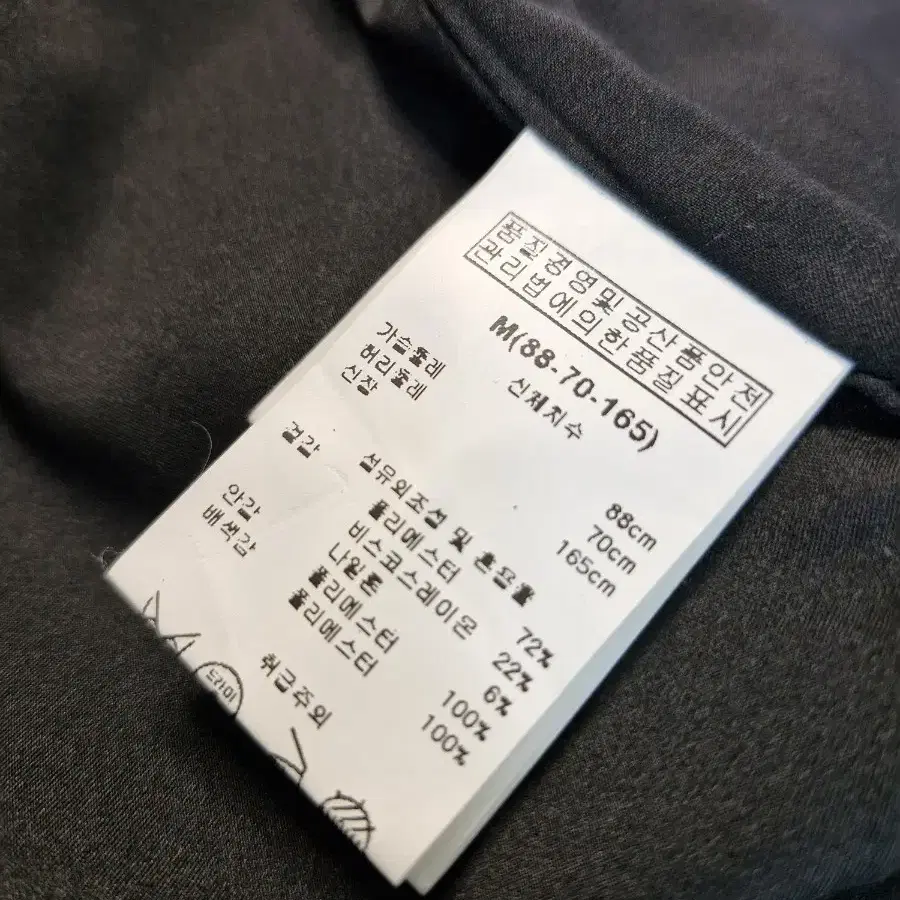 품질경영및공산품안전
관리법에의한품질표시
M(88-70-165)
신체치수
가슴둘레 88cm
허리둘레 70cm
신장 165cm
섬유의조성 및 혼용율
겉감 폴리에스터 72%
비스코스레이온 22%
나일론 6%
안감 폴리에스터 100%
배색감 폴리에스터 100%
취급주의
드라이